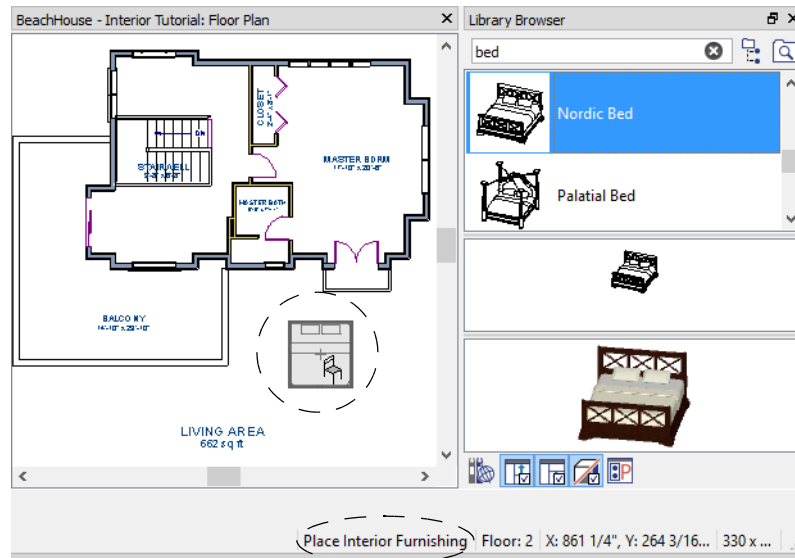 BeachHouse - Interior Tutorial: Floor Plan
Library Browser
bed
CLOSET
Nordic Bed
DN
STAIRWELL
MASTER BDRM
Palatial Bed
MASTER BATH
BALCONY
LIVING AREA
662 sq ft
P
Place Interior Furnishing
Floor: 2
X: 861 1/4", Y: 264 3/16...
330 x ...